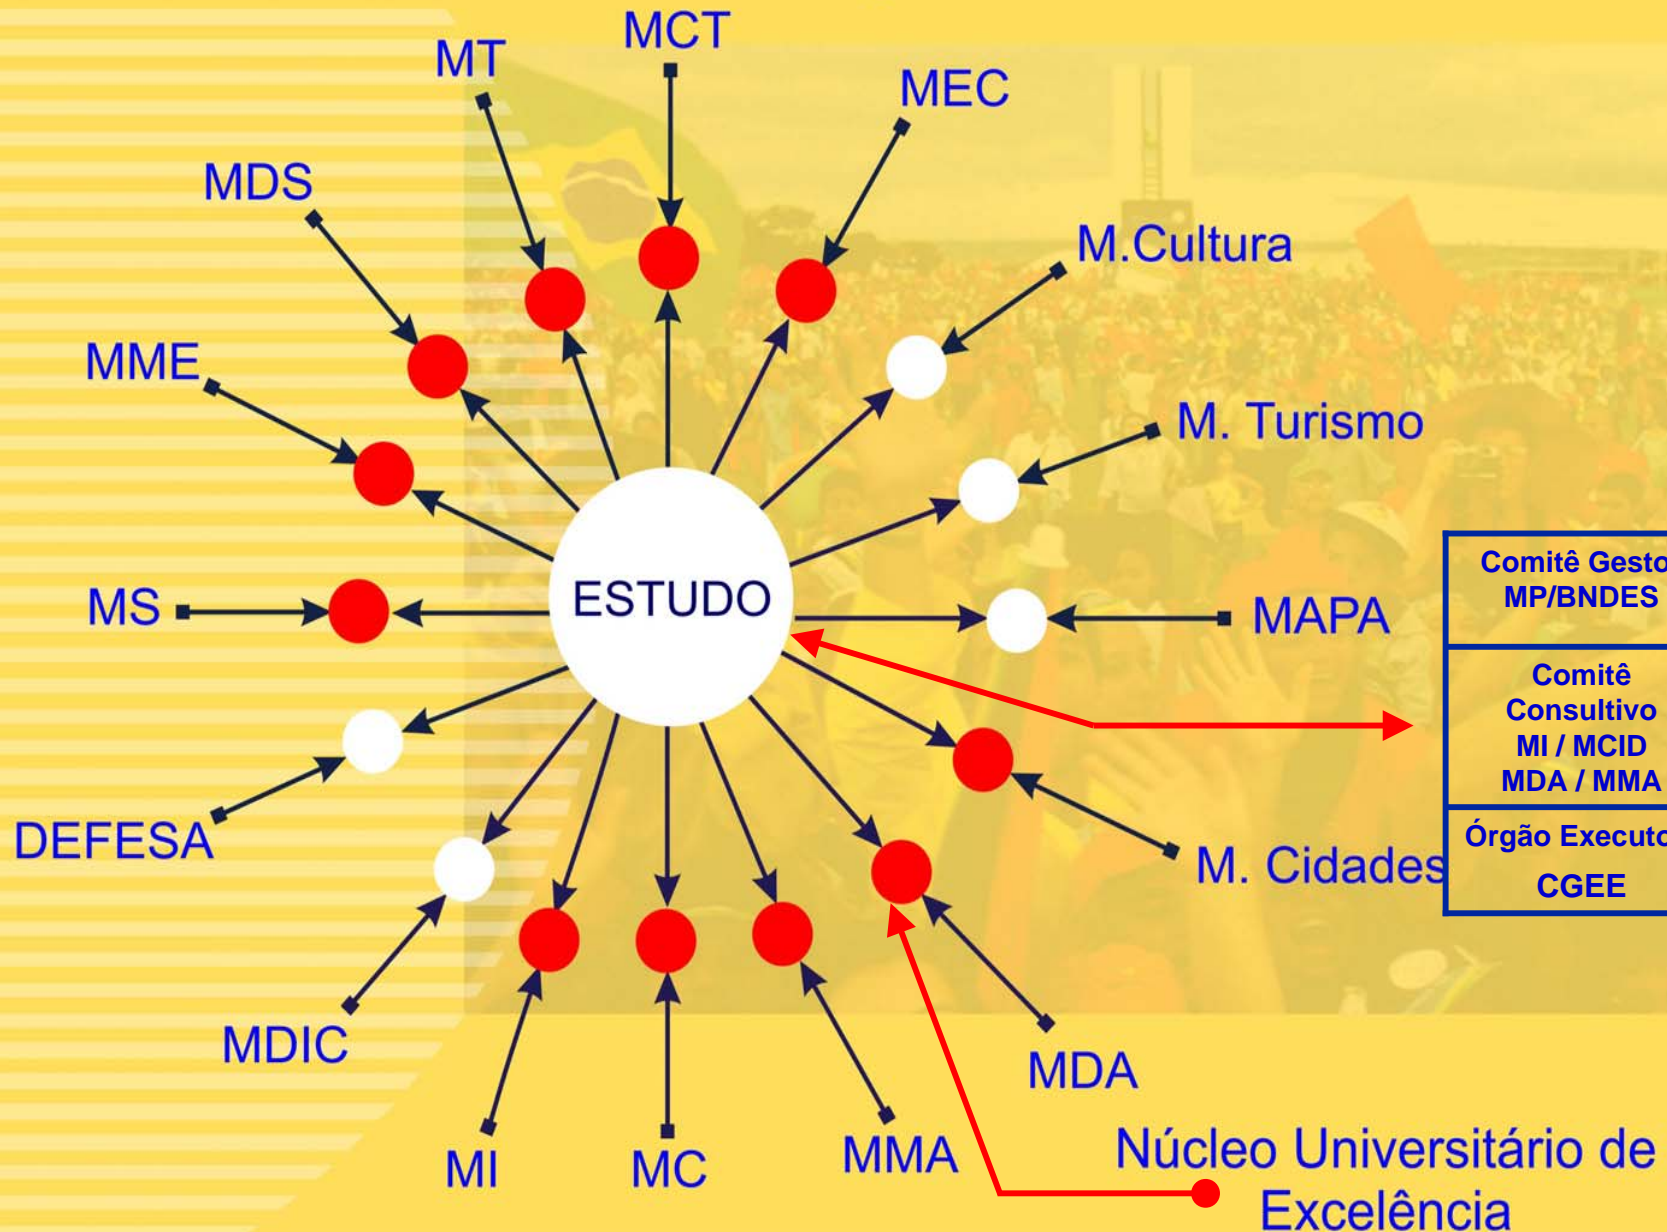 MCT
MT
MEC
MDS
M.Cultura
MME
M. Turismo
ESTUDO
MS
MAPA
Comitê Gesto
MP/BNDES
Comitê
Consultivo
MI / MCID
MDA / MMA
Órgão Executo
CGEE
DEFESA
M. Cidades
MDIC
MDA
MI
MC
MMA
Núcleo Universitário de
Excelência